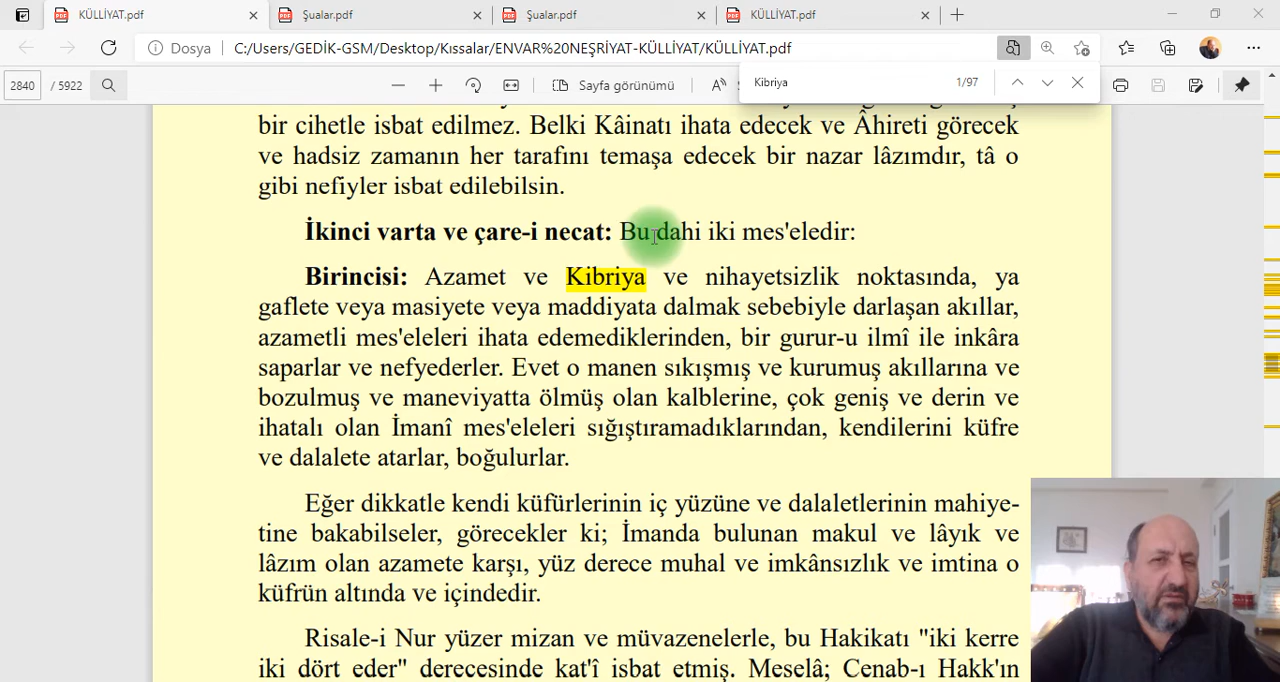 KÜLLİYAT.pdf
Şualar.pdf
Şualar.pdf
KÜLLİYAT.pdf
Dosya C:/Users/GEDİK-GSM/Desktop/Kıssalar/ENVAR%20NEŞRİYAT-KÜLLİYAT/KÜLLİYAT.pdf
2840 / 5922 Sayfa görünümü
Kibriya 1/97
bir cihetle isbat edilmez. Belki Kâinatı ihata edecek ve Âhireti görecek
ve hadsiz zamanın her tarafını temaşa edecek bir nazar lâzımdır, tâ o
gibi nefiyler isbat edilebilsin.
İkinci varta ve çare-i necat: Bu dahi iki mes'eledir:
Birincisi: Azamet ve Kibriya ve nihayetsizlik noktasında, ya
gaflete veya masiyete veya maddiyata dalmak sebebiyle darlaşan akıllar,
azametli mes'eleleri ihata edemediklerinden, bir gurur-u ilmî ile inkâra
saparlar ve nefyederler. Evet o manen sıkışmış ve kurumuş akıllarına ve
bozulmuş ve maneviyatta ölmüş olan kalblerine, çok geniş ve derin ve
ihatalı olan İmanî mes'eleleri sığıştıramadıklarından, kendilerini küfre
ve dalalete atarlar, boğulurlar.
Eğer dikkatle kendi küfürlerinin iç yüzüne ve dalaletlerinin mahiye-
tine bakabilseler, görecekler ki; İmanda bulunan makul ve lâyık ve
lâzım olan azamete karşı, yüz derece muhal ve imkânsızlık ve imtina o
küfrün altında ve içindedir.
Risale-i Nur yüzer mizan ve müvazenelerle, bu Hakikatı "iki kerre
iki dört eder" derecesinde kat'î isbat etmiş. Meselâ; Cenab-ı Hakk'ın